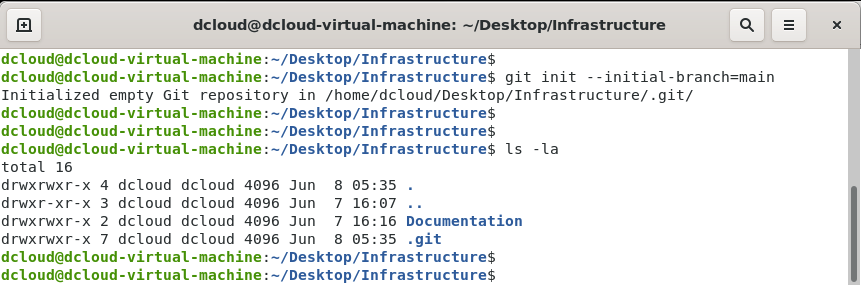 dcloud@dcloud-virtual-machine: ~/Desktop/Infrastructure
dcloud@dcloud-virtual-machine:~/Desktop/Infrastructure$
dcloud@dcloud-virtual-machine:~/Desktop/Infrastructure$ git init --initial-branch=main
Initialized empty Git repository in /home/dcloud/Desktop/Infrastructure/.git/
dcloud@dcloud-virtual-machine:~/Desktop/Infrastructure$
dcloud@dcloud-virtual-machine:~/Desktop/Infrastructure$
dcloud@dcloud-virtual-machine:~/Desktop/Infrastructure$ ls -la
total 16
drwxrwxr-x 4 dcloud dcloud 4096 Jun  8 05:35 .
drwxr-xr-x 3 dcloud dcloud 4096 Jun  7 16:07 ..
drwxrwxr-x 2 dcloud dcloud 4096 Jun  7 16:16 Documentation
drwxrwxr-x 7 dcloud dcloud 4096 Jun  8 05:35 .git
dcloud@dcloud-virtual-machine:~/Desktop/Infrastructure$
dcloud@dcloud-virtual-machine:~/Desktop/Infrastructure$